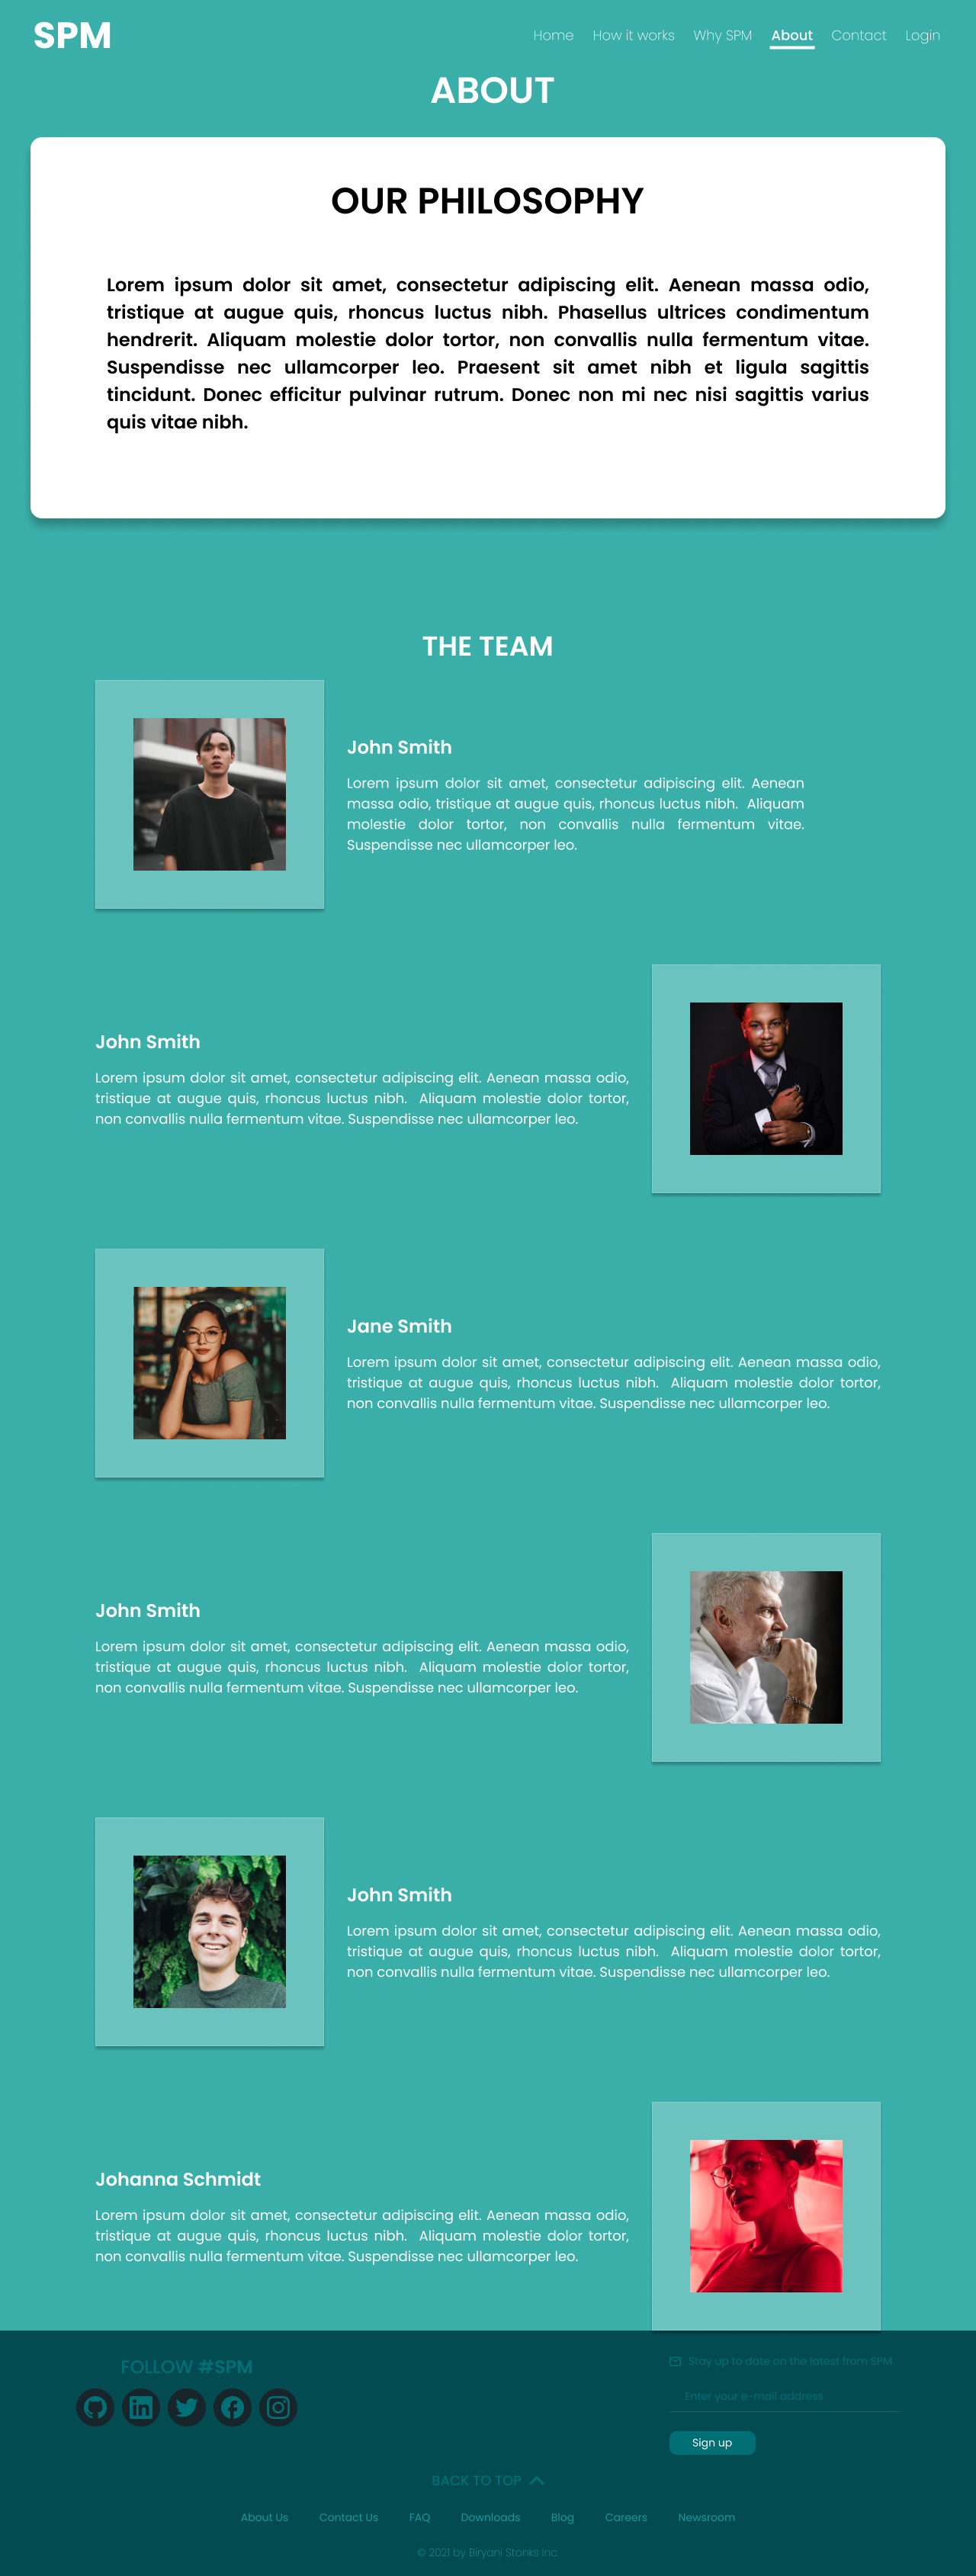 SPM
Home How it works Why SPM About Contact Login
ABOUT
OUR PHILOSOPHY
Lorem ipsum dolor sit amet, consectetur adipiscing elit. Aenean massa odio,
tristique at augue quis, rhoncus luctus nibh. Phasellus ultrices condimentum
hendrerit. Aliquam molestie dolor tortor, non convallis nulla fermentum vitae.
Suspendisse nec ullamcorper leo. Praesent sit amet nibh et ligula sagittis
tincidunt. Donec efficitur pulvinar rutrum. Donec non mi nec nisi sagittis varius
quis vitae nibh.
THE TEAM
John Smith
Lorem ipsum dolor sit amet, consectetur adipiscing elit. Aenean
massa odio, tristique at augue quis, rhoncus luctus nibh. Aliquam
molestie dolor tortor, non convallis nulla fermentum vitae.
Suspendisse nec ullamcorper leo.
John Smith
Lorem ipsum dolor sit amet, consectetur adipiscing elit. Aenean massa odio,
tristique at augue quis, rhoncus luctus nibh. Aliquam molestie dolor tortor,
non convallis nulla fermentum vitae. Suspendisse nec ullamcorper leo.
Jane Smith
Lorem ipsum dolor sit amet, consectetur adipiscing elit. Aenean massa odio,
tristique at augue quis, rhoncus luctus nibh. Aliquam molestie dolor tortor,
non convallis nulla fermentum vitae. Suspendisse nec ullamcorper leo.
John Smith
Lorem ipsum dolor sit amet, consectetur adipiscing elit. Aenean massa odio,
tristique at augue quis, rhoncus luctus nibh. Aliquam molestie dolor tortor,
non convallis nulla fermentum vitae. Suspendisse nec ullamcorper leo.
John Smith
Lorem ipsum dolor sit amet, consectetur adipiscing elit. Aenean massa odio,
tristique at augue quis, rhoncus luctus nibh. Aliquam molestie dolor tortor,
non convallis nulla fermentum vitae. Suspendisse nec ullamcorper leo.
Johanna Schmidt
Lorem ipsum dolor sit amet, consectetur adipiscing elit. Aenean massa odio,
tristique at augue quis, rhoncus luctus nibh. Aliquam molestie dolor tortor,
non convallis nulla fermentum vitae. Suspendisse nec ullamcorper leo.
FOLLOW #SPM
Stay up to date on the latest from SPM
Enter your e-mail address
Sign up
BACK TO TOP
About Us Contact Us FAQ Downloads Blog Careers Newsroom
© 2021 by Biryani Stonks Inc.